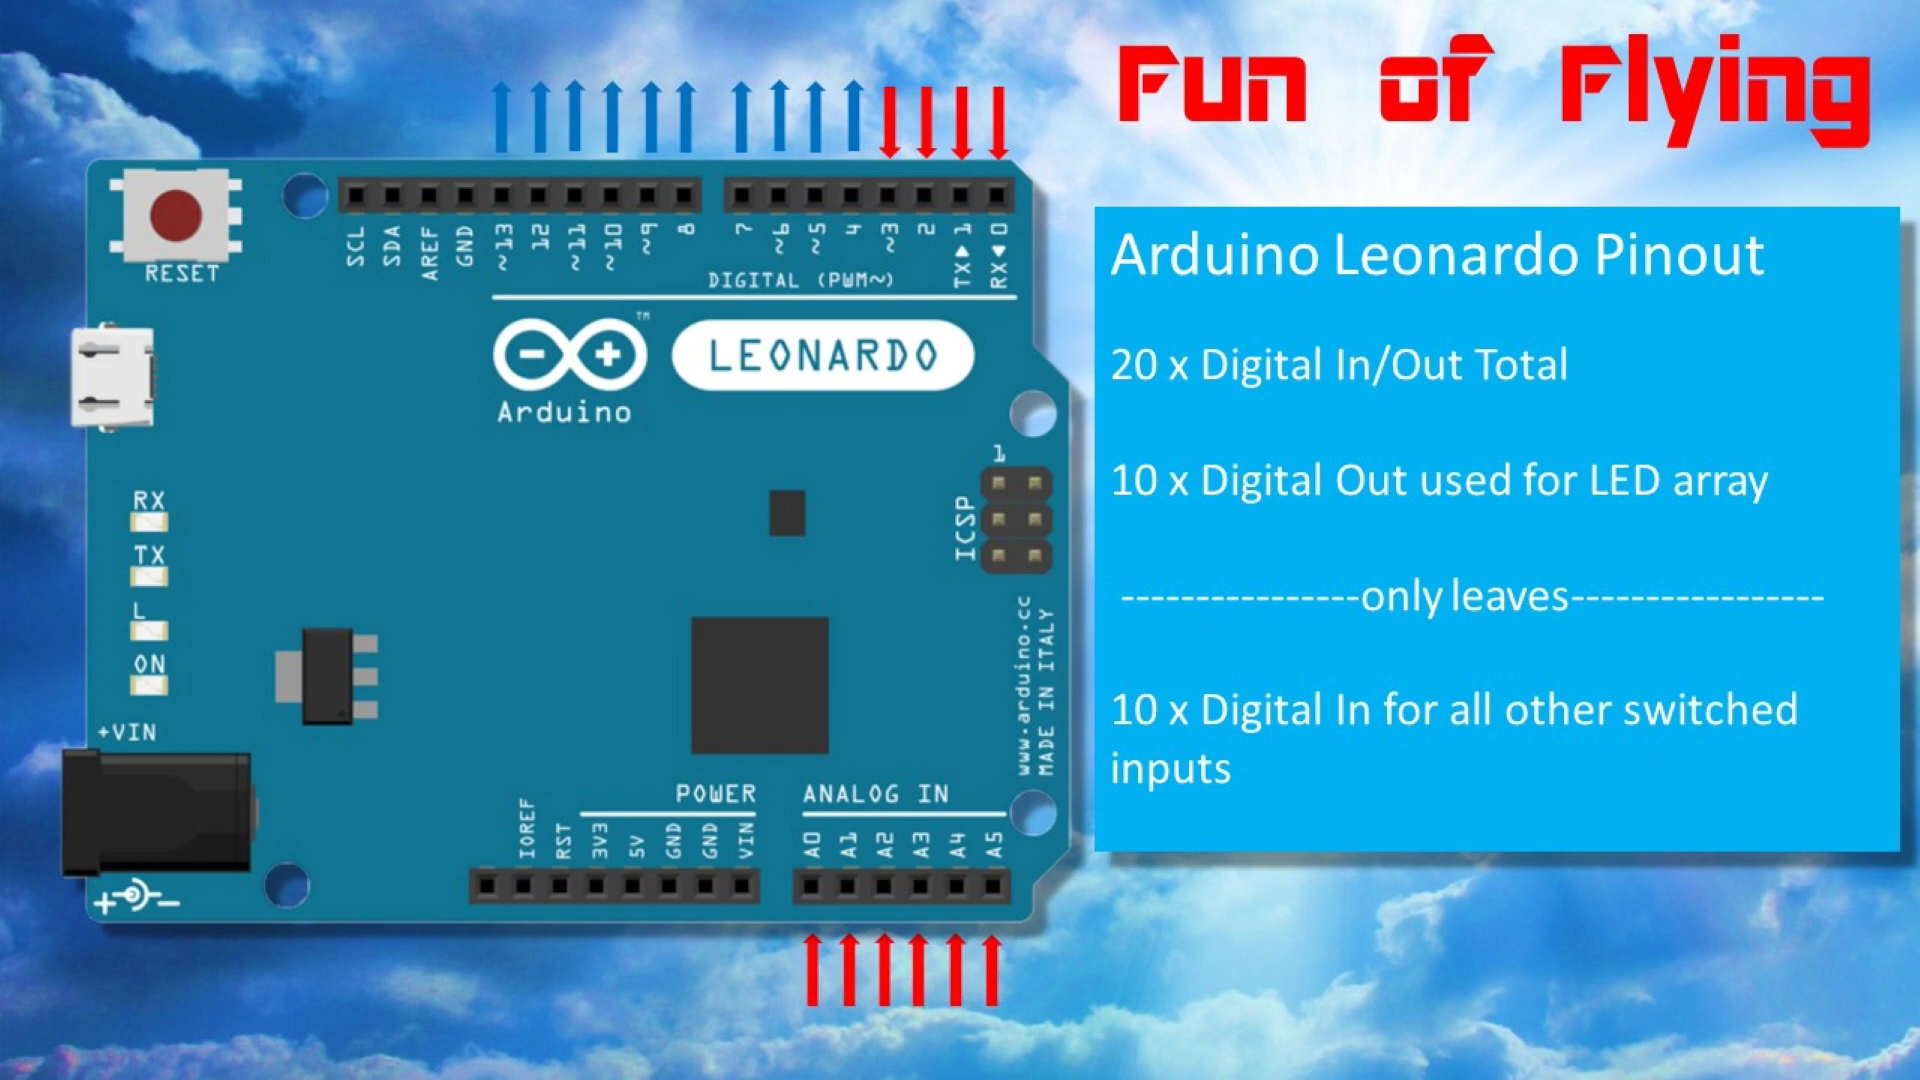 Fun of Flying
Arduino Leonardo Pinout
20 x Digital In/Out Total
10 x Digital Out used for LED array
----------------only leaves-----------------
10 x Digital In for all other switched
inputs
RESET
SCL
SDA
AREF
GND
~13
12
~11
~10
~9
8
7
~6
~5
4
~3
2
TX▶ 1
RX◀ 0
DIGITAL (PWM~)
TM
LEONARDO
Arduino
1
ICSP
RX
TX
L
ON
+VIN
www.arduino.cc
MADE IN ITALY
POWER
ANALOG IN
IOREF
RST
3V3
5V
GND
GND
VIN
A0
A1
A2
A3
A4
A5